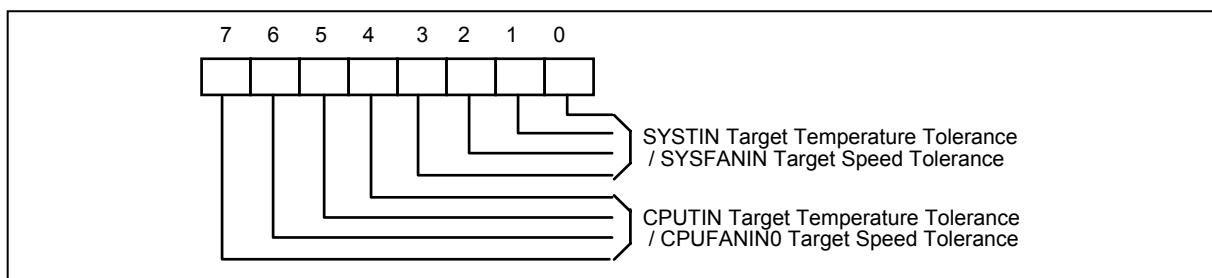 7 6 5 4 3 2 1 0
SYSTIN Target Temperature Tolerance
/ SYSFANIN Target Speed Tolerance
CPUTIN Target Temperature Tolerance
/ CPUFANIN0 Target Speed Tolerance